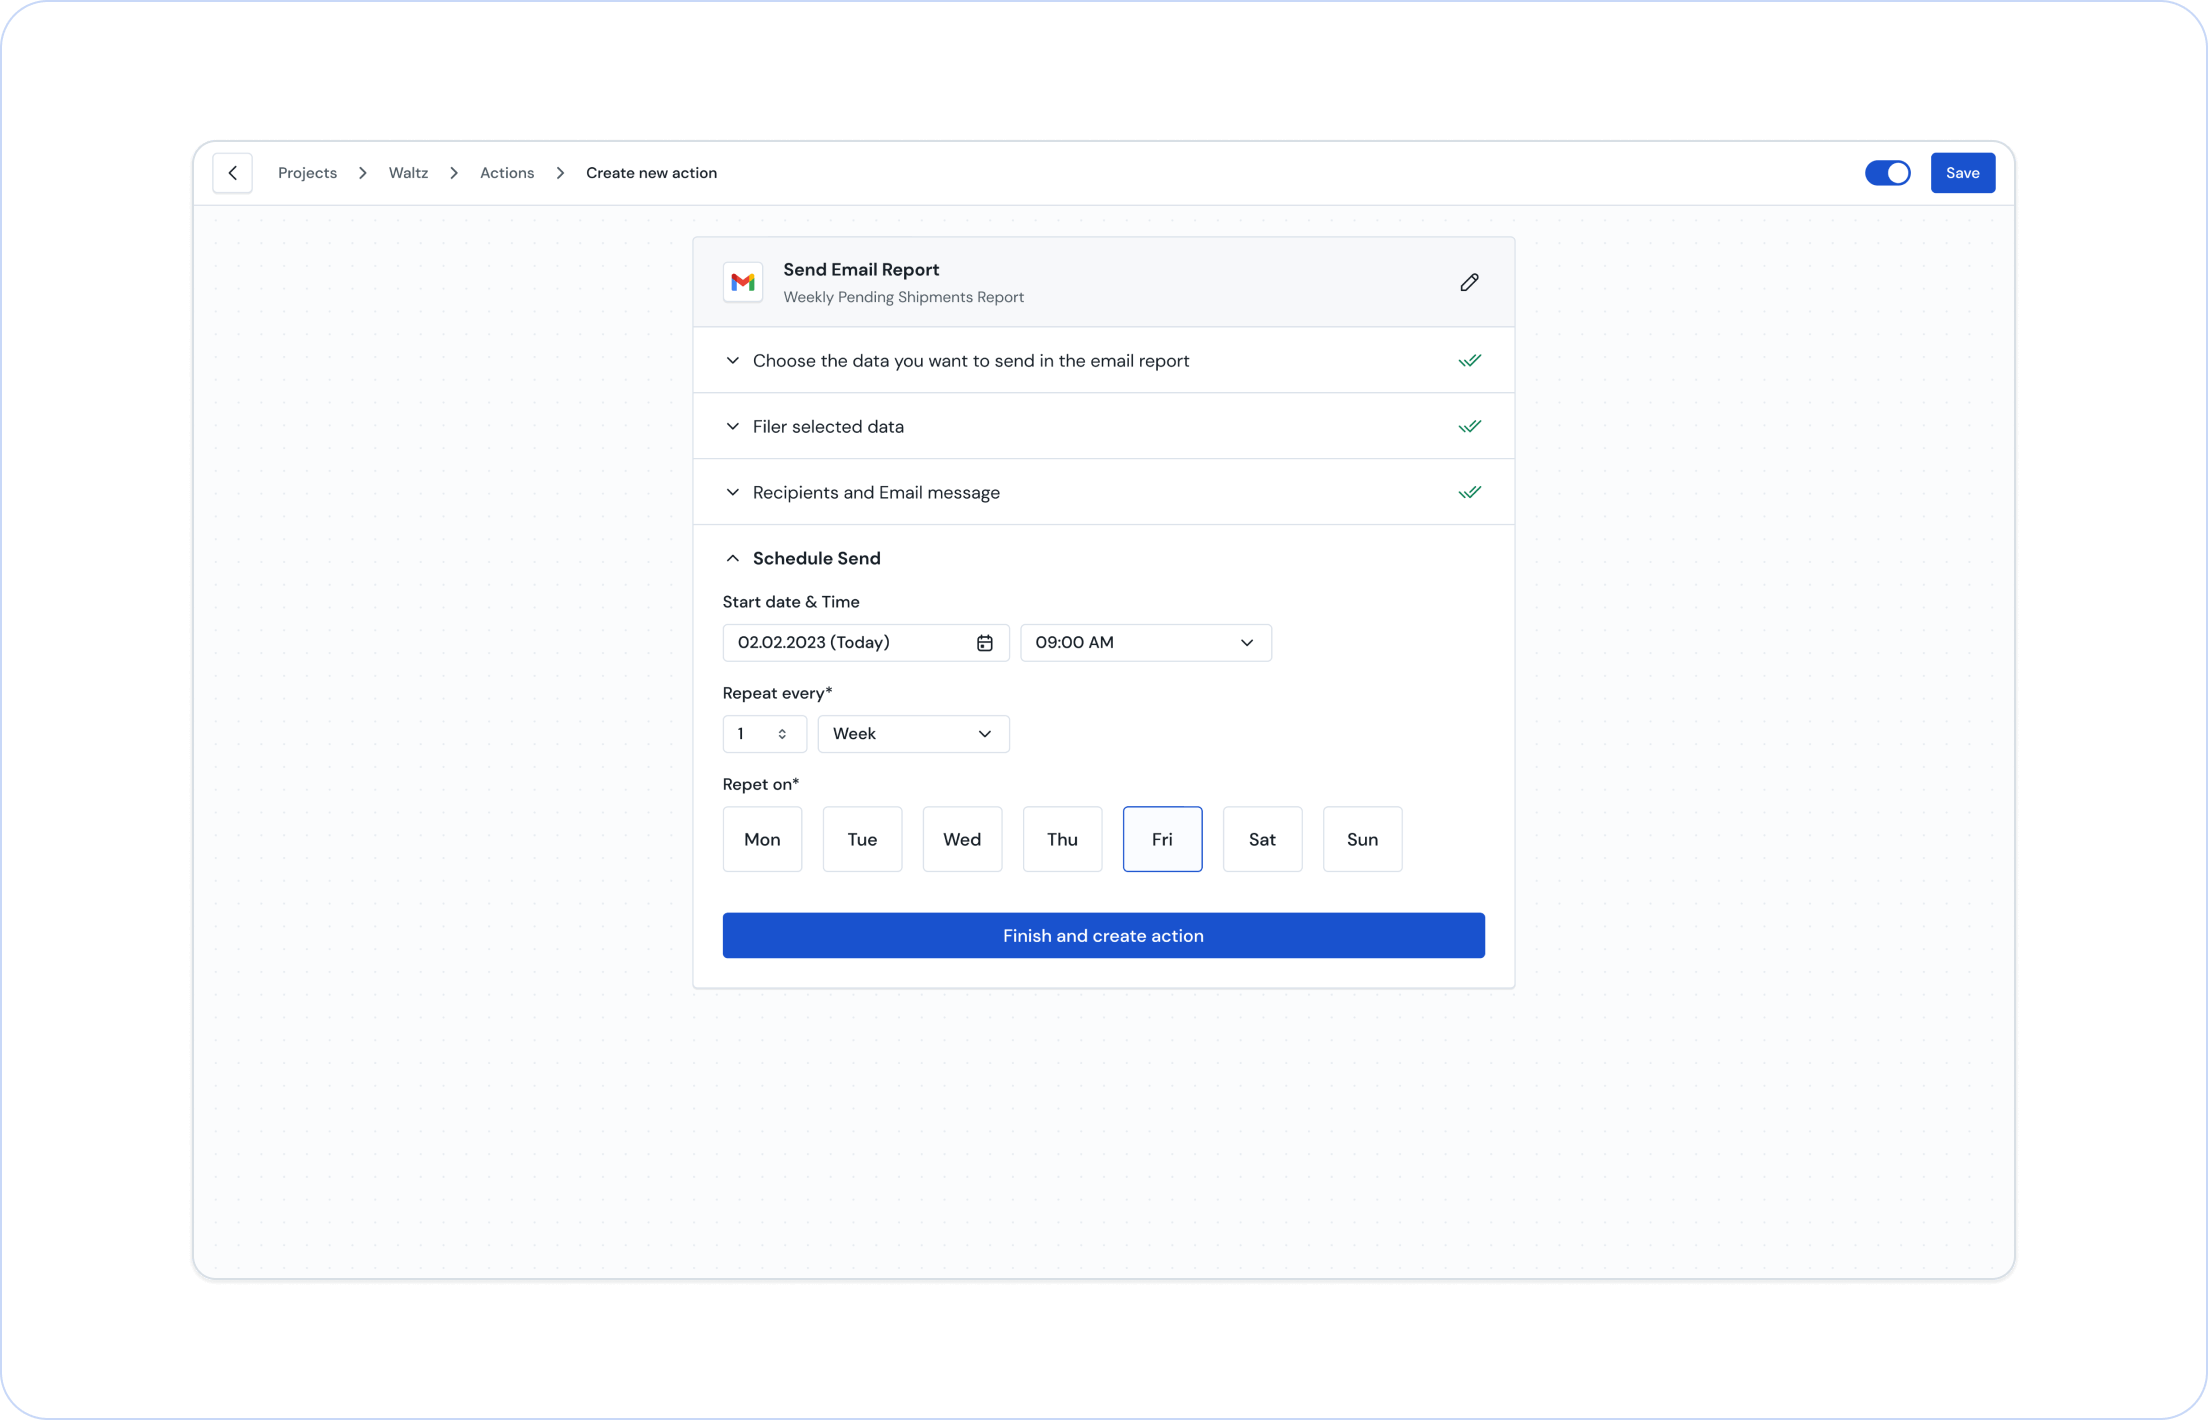 Projects > Waltz > Actions > Create new action
Save
Send Email Report
Weekly Pending Shipments Report
Choose the data you want to send in the email report
Filer selected data
Recipients and Email message
Schedule Send
Start date & Time
02.02.2023 (Today) 09:00 AM
Repeat every*
1 Week
Repet on*
Mon Tue Wed Thu Fri Sat Sun
Finish and create action